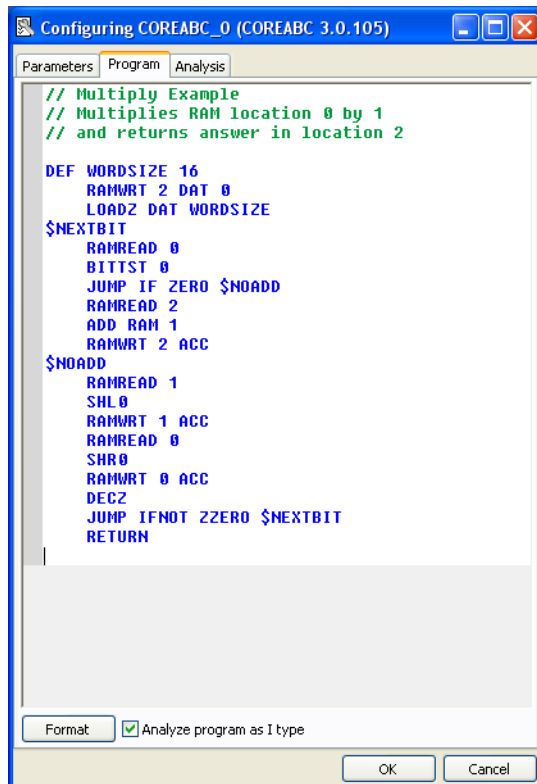 Configuring COREABC_0 (COREABC 3.0.105)
Parameters Program Analysis
// Multiply Example
// Multiplies RAM location 0 by 1
// and returns answer in location 2
DEF WORDSIZE 16
RAMWRT 2 DAT 0
LOADZ DAT WORDSIZE
$NEXTBIT
RAMREAD 0
BITTST 0
JUMP IF ZERO $NOADD
RAMREAD 2
ADD RAM 1
RAMWRT 2 ACC
$NOADD
RAMREAD 1
SHL0
RAMWRT 1 ACC
RAMREAD 0
SHR0
RAMWRT 0 ACC
DECZ
JUMP IFNOT ZZERO $NEXTBIT
RETURN
Format Analyze program as I type
OK Cancel